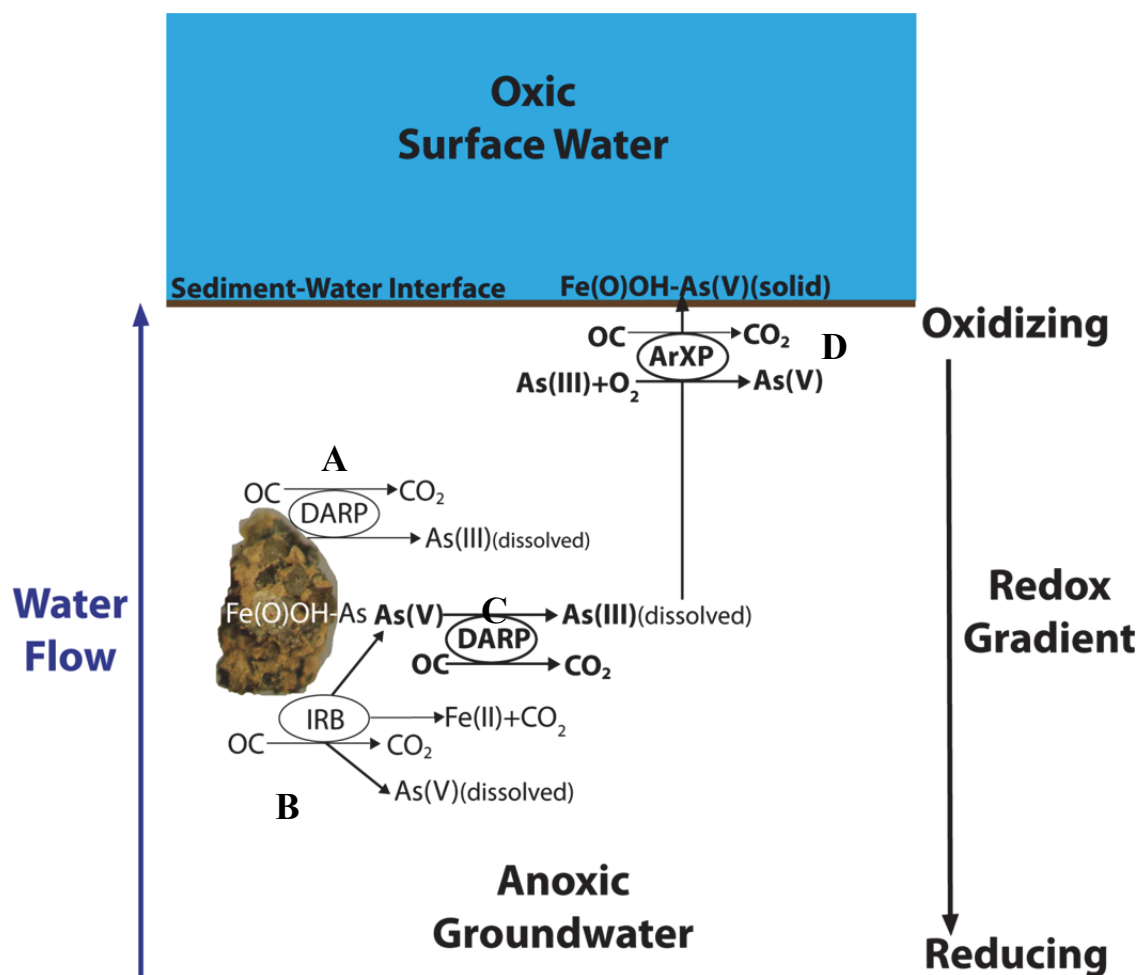 Oxic
Surface Water
Sediment-Water Interface
Fe(O)OH-As(V)(solid)
Oxidizing
OC
CO₂
D
ArXP
As(III)+O₂
As(V)
A
OC
CO₂
DARP
As(III)(dissolved)
Water
Flow
Redox
Gradient
Fe(O)OH-As
As(V)
C
As(III)(dissolved)
DARP
OC
CO₂
IRB
Fe(II)+CO₂
OC
CO₂
As(V)(dissolved)
B
Anoxic
Groundwater
Reducing